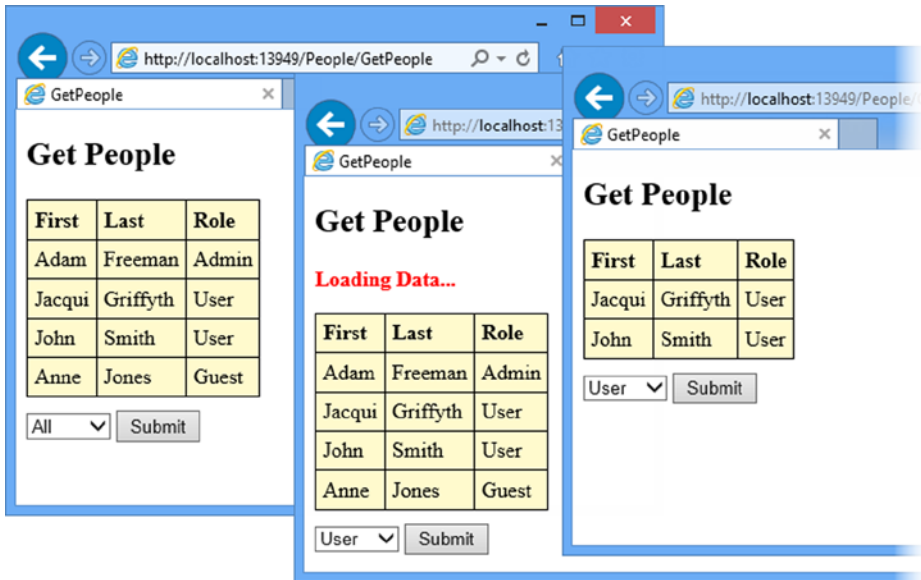 http://localhost:13949/People/GetPeople
GetPeople
Get People
First Last Role
Adam Freeman Admin
Jacqui Griffyth User
John Smith User
Anne Jones Guest
All Submit
http://localhost:13
GetPeople
Get People
Loading Data...
First Last Role
Adam Freeman Admin
Jacqui Griffyth User
John Smith User
Anne Jones Guest
User Submit
http://localhost:13949/People/
GetPeople
Get People
First Last Role
Jacqui Griffyth User
John Smith User
User Submit